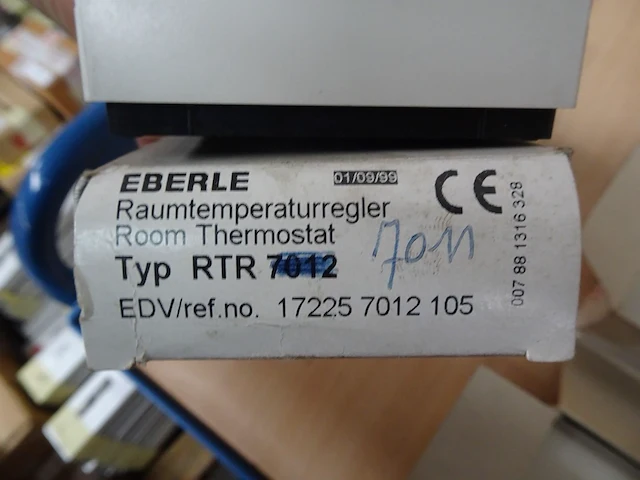 EBERLE 01/09/99 CE
Raumtemperaturregler
Room Thermostat
Typ RTR 7012 7011
EDV/ref.no. 17225 7012 105
007 88 1316 328